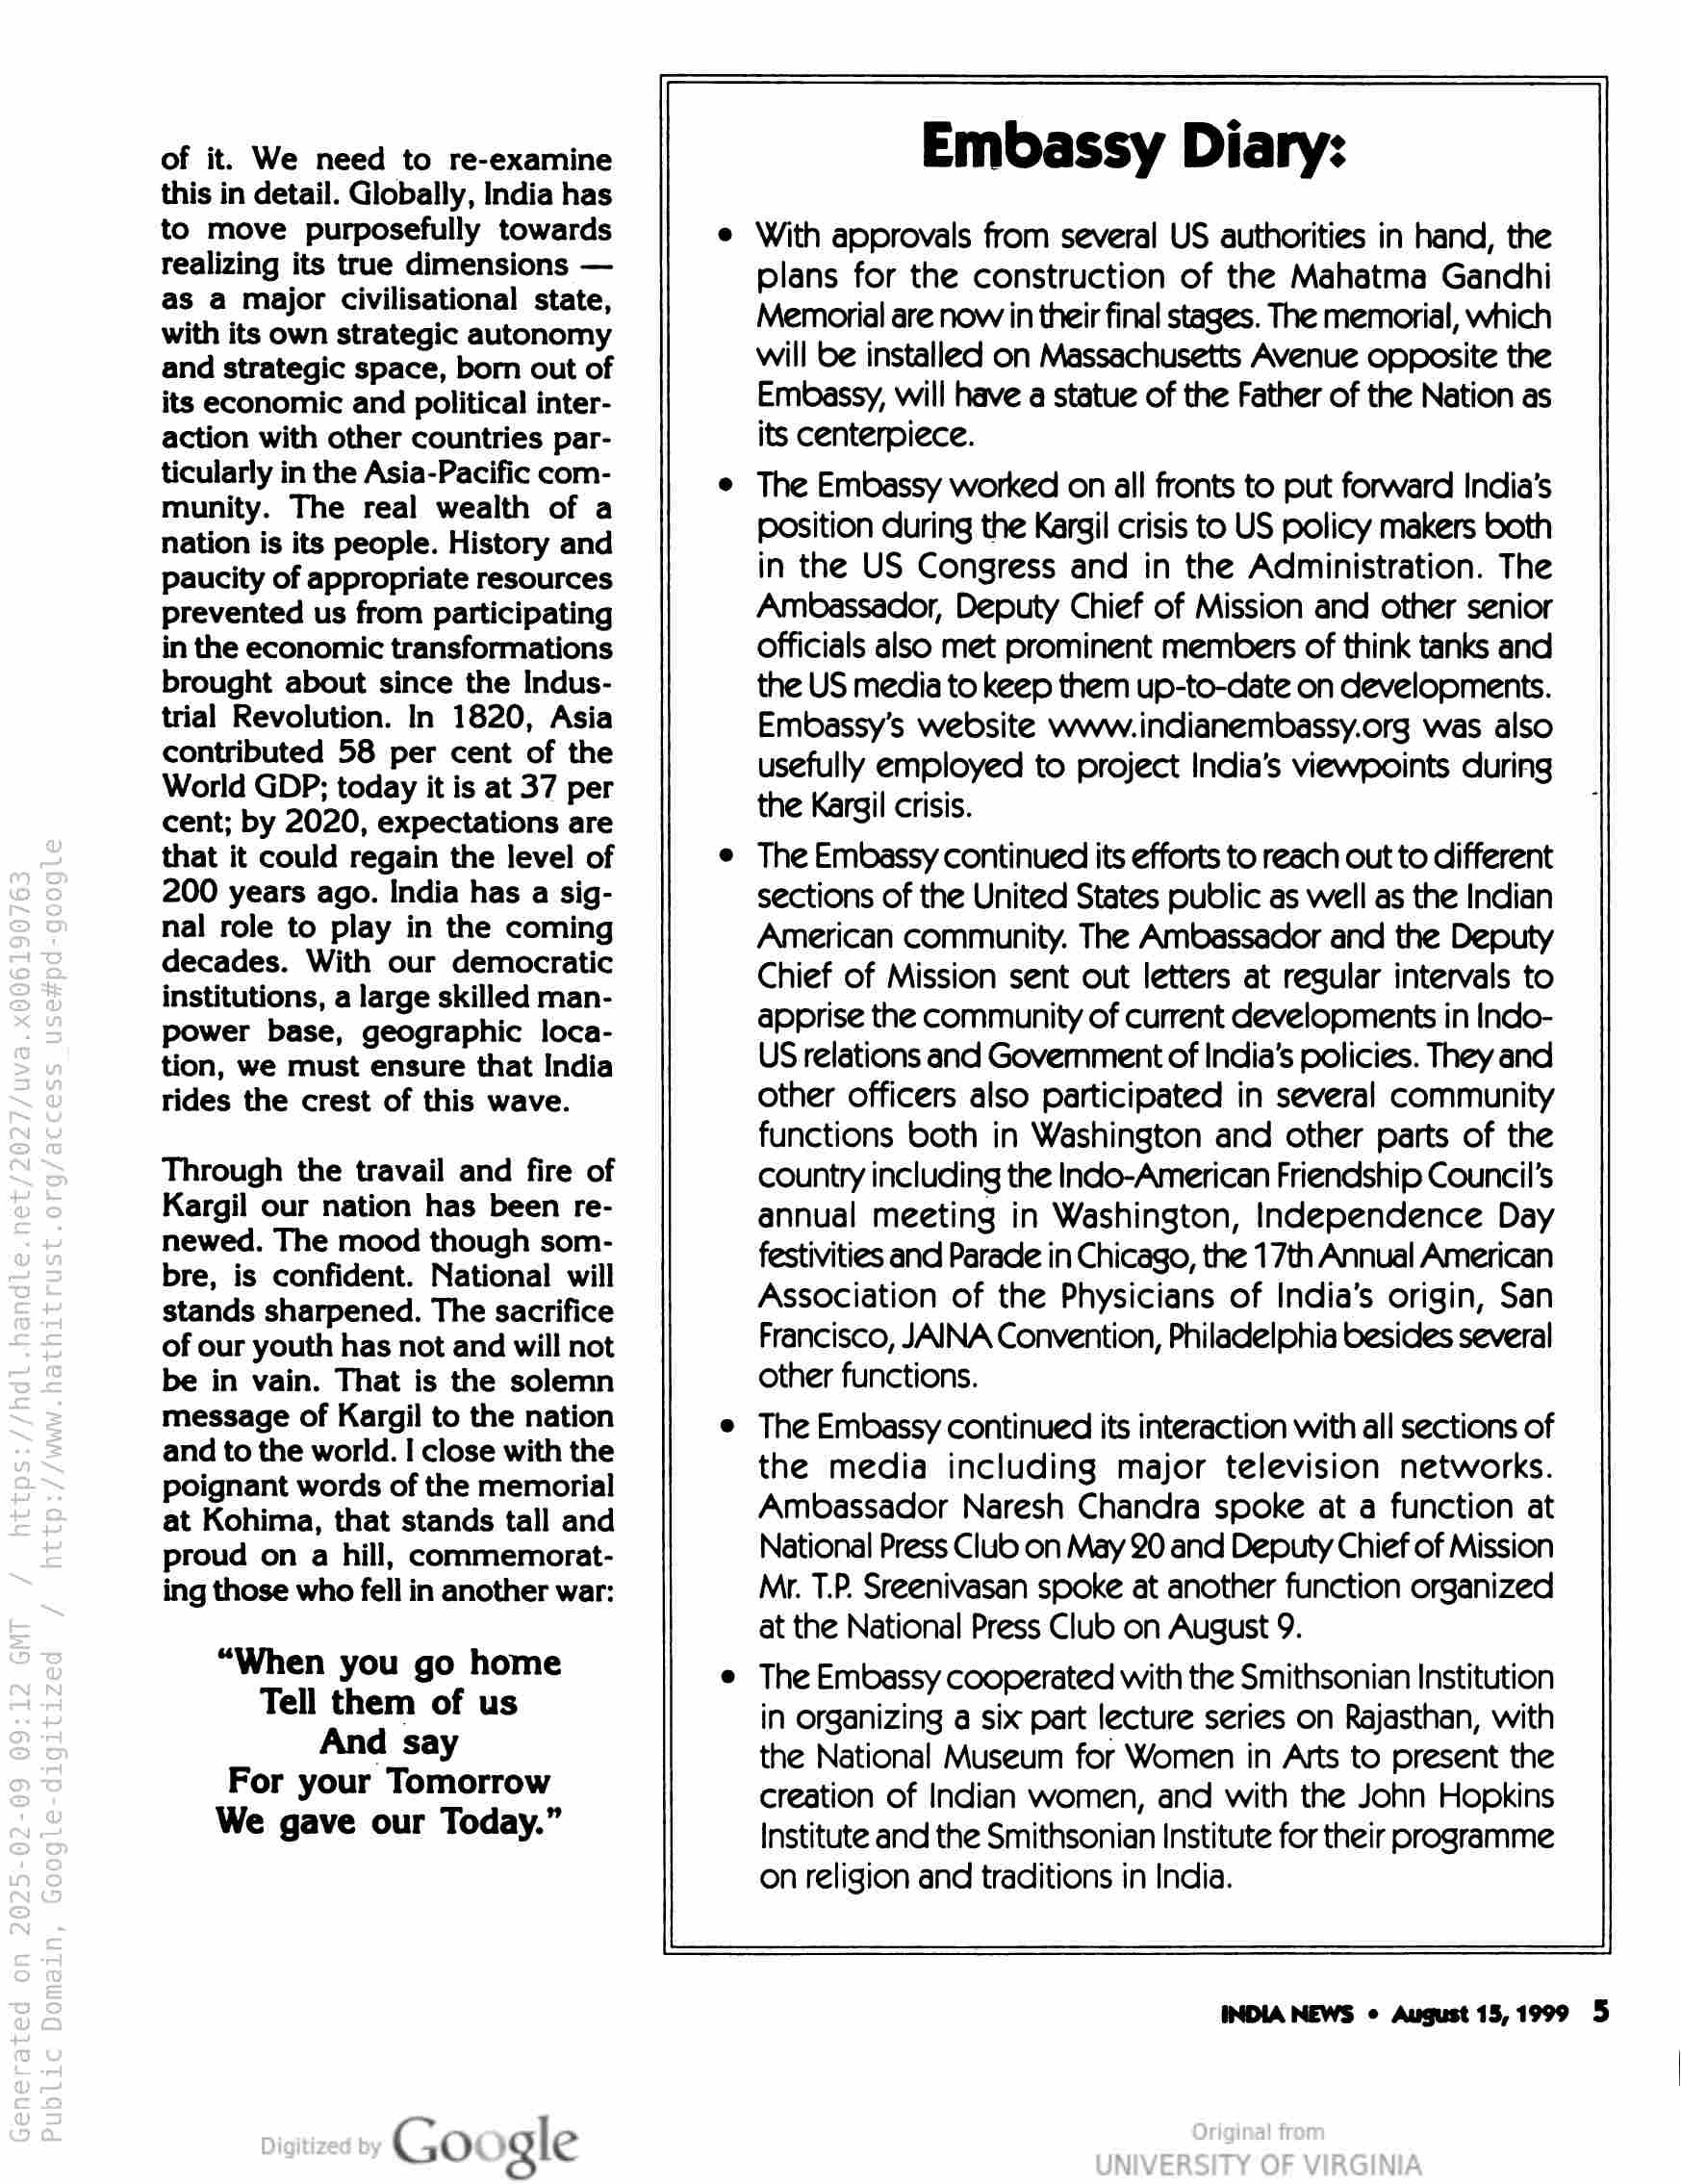 of it. We need to re-examine
this in detail. Globally, India has
to move purposefully towards
realizing its true dimensions —
as a major civilisational state,
with its own strategic autonomy
and strategic space, born out of
its economic and political inter-
action with other countries par-
ticularly in the Asia-Pacific com-
munity. The real wealth of a
nation is its people. History and
paucity of appropriate resources
prevented us from participating
in the economic transformations
brought about since the Indus-
trial Revolution. In 1820, Asia
contributed 58 per cent of the
World GDP; today it is at 37 per
cent; by 2020, expectations are
that it could regain the level of
200 years ago. India has a sig-
nal role to play in the coming
decades. With our democratic
institutions, a large skilled man-
power base, geographic loca-
tion, we must ensure that India
rides the crest of this wave.
Through the travail and fire of
Kargil our nation has been re-
newed. The mood though som-
bre, is confident. National will
stands sharpened. The sacrifice
of our youth has not and will not
be in vain. That is the solemn
message of Kargil to the nation
and to the world. I close with the
poignant words of the memorial
at Kohima, that stands tall and
proud on a hill, commemorat-
ing those who fell in another war:
“When you go home
Tell them of us
And say
For your Tomorrow
We gave our Today.”
Embassy Diary:
• With approvals from several US authorities in hand, the
plans for the construction of the Mahatma Gandhi
Memorial are now in their final stages. The memorial, which
will be installed on Massachusetts Avenue opposite the
Embassy, will have a statue of the Father of the Nation as
its centerpiece.
• The Embassy worked on all fronts to put forward India's
position during the Kargil crisis to US policy makers both
in the US Congress and in the Administration. The
Ambassador, Deputy Chief of Mission and other senior
officials also met prominent members of think tanks and
the US media to keep them up-to-date on developments.
Embassy's website www.indianembassy.org was also
usefully employed to project India's viewpoints during
the Kargil crisis.
• The Embassy continued its efforts to reach out to different
sections of the United States public as well as the Indian
American community. The Ambassador and the Deputy
Chief of Mission sent out letters at regular intervals to
apprise the community of current developments in Indo-
US relations and Government of India's policies. They and
other officers also participated in several community
functions both in Washington and other parts of the
country including the Indo-American Friendship Council's
annual meeting in Washington, Independence Day
festivities and Parade in Chicago, the 17th Annual American
Association of the Physicians of India's origin, San
Francisco, JAINA Convention, Philadelphia besides several
other functions.
• The Embassy continued its interaction with all sections of
the media including major television networks.
Ambassador Naresh Chandra spoke at a function at
National Press Club on May 20 and Deputy Chief of Mission
Mr. T.P. Sreenivasan spoke at another function organized
at the National Press Club on August 9.
• The Embassy cooperated with the Smithsonian Institution
in organizing a six part lecture series on Rajasthan, with
the National Museum for Women in Arts to present the
creation of Indian women, and with the John Hopkins
Institute and the Smithsonian Institute for their programme
on religion and traditions in India.
INDIA NEWS • August 15, 1999 5
Generated on 2025-02-09 09:12 GMT / https://hdl.handle.net/2027/uva.x006190763
Public Domain, Google-digitized / http://www.hathitrust.org/access_use#pd-google
Digitized by Google
Original from
UNIVERSITY OF VIRGINIA